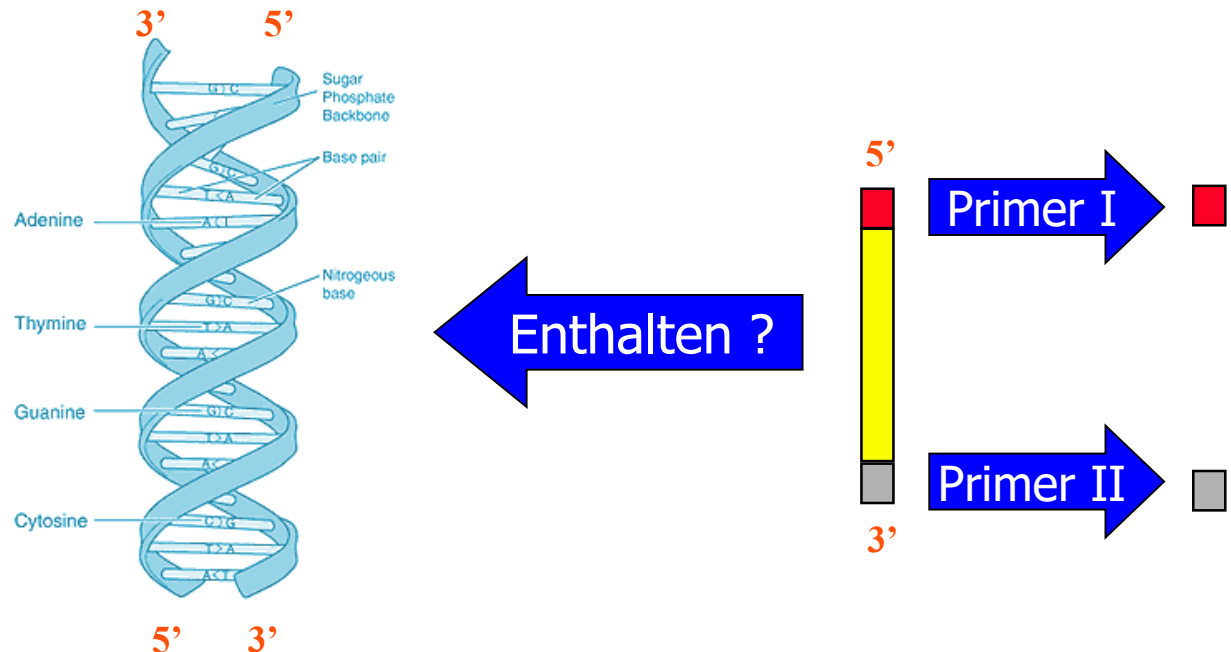 3’ 5’
Sugar
Phosphate
Backbone
Base pair
Adenine
Nitrogeous
base
Thymine
Guanine
Cytosine
G C
G C
T A
A T
G C
T A
A
G C
T A
A
C G
T A
A T
5’ 3’
Enthalten ?
5’
Primer I
Primer II
3’